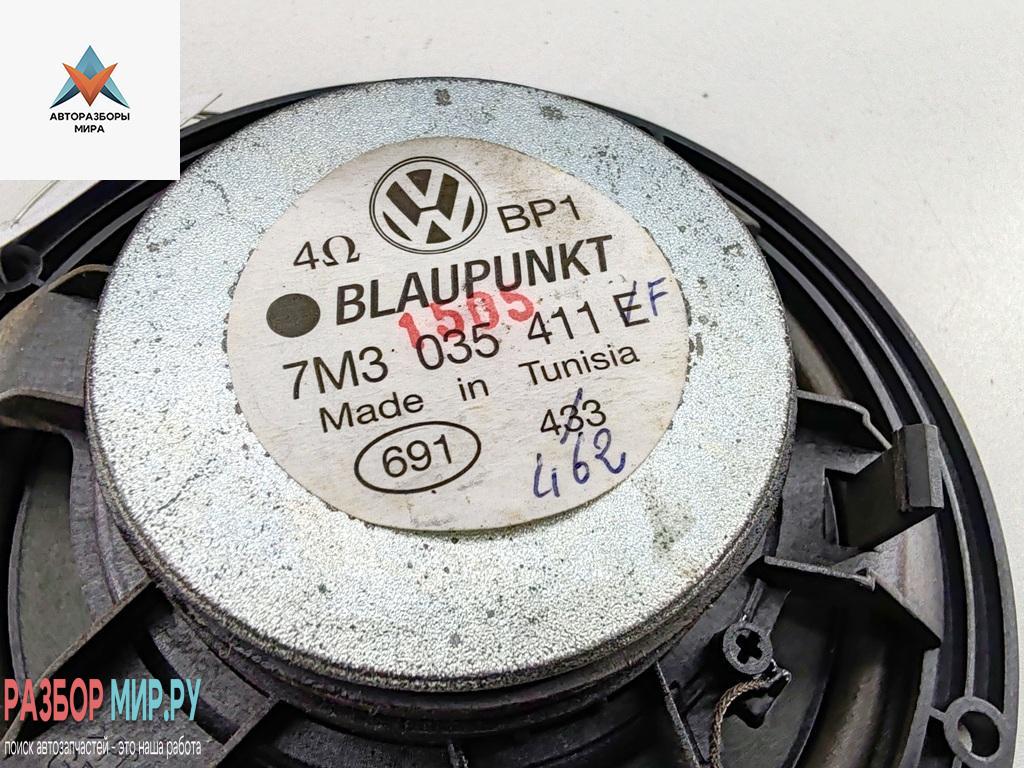 АВТОРАЗБОРЫ
МИРА
4Ω BP1
BLAUPUNKT
1505
7M3 035 411 E F
Made in Tunisia
691 433
462
РАЗБОР МИР.РУ
поиск автозапчастей - это наша работа